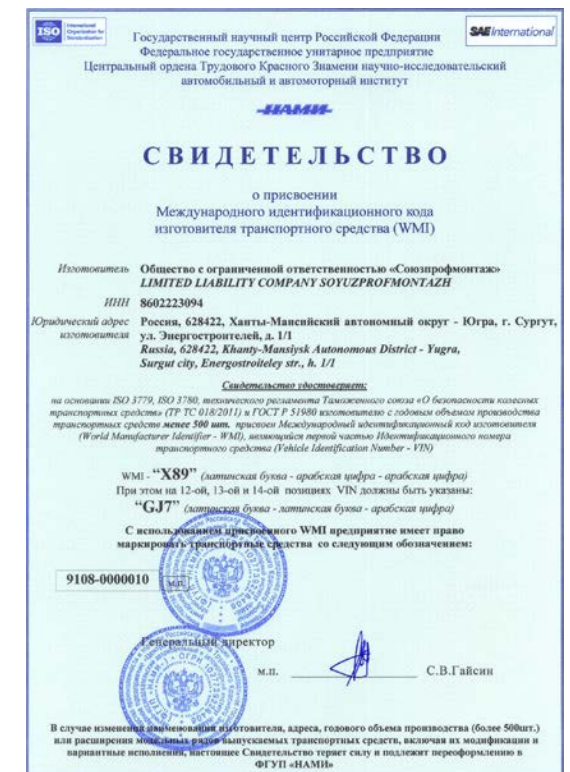 ISO
International
Organization for
Standardization
SAE International
Государственный научный центр Российской Федерации
Федеральное государственное унитарное предприятие
Центральный ордена Трудового Красного Знамени научно-исследовательский
автомобильный и автомоторный институт
НАМИ
СВИДЕТЕЛЬСТВО
о присвоении
Международного идентификационного кода
изготовителя транспортного средства (WMI)
Изготовитель Общество с ограниченной ответственностью «Союзпрофмонтаж»
LIMITED LIABILITY COMPANY SOYUZPROFMONTAZH
ИНН 8602223094
Юридический адрес изготовителя Россия, 628422, Ханты-Мансийский автономный округ - Югра, г. Сургут,
ул. Энергостроителей, д. 1/1
Russia, 628422, Khanty-Mansiysk Autonomous District - Yugra,
Surgut city, Energostroiteley str., h. 1/1
Свидетельство удостоверяет:
на основании ISO 3779, ISO 3780, технического регламента Таможенного союза «О безопасности колесных
транспортных средств» (ТР ТС 018/2011) и ГОСТ Р 51980 изготовителю с годовым объемом производства
транспортных средств менее 500 шт. присвоен Международный идентификационный код изготовителя
(World Manufacturer Identifier - WMI), являющийся первой частью Идентификационного номера
транспортного средства (Vehicle Identification Number - VIN)
WMI - “X89” (латинская буква - арабская цифра - арабская цифра)
При этом на 12-ой, 13-ой и 14-ой позициях VIN должны быть указаны:
“GJ7” (латинская буква - латинская буква - арабская цифра)
С использованием присвоенного WMI предприятие имеет право
маркировать транспортные средства со следующим обозначением:
9108-0000010
м.п.
Генеральный директор
м.п. С.В.Гайсин
В случае изменения наименования изготовителя, адреса, годового объема производства (более 500шт.)
или расширения модельных рядов выпускаемых транспортных средств, включая их модификации и
вариантные исполнения, настоящее Свидетельство теряет силу и подлежит переоформлению в
ФГУП «НАМИ»